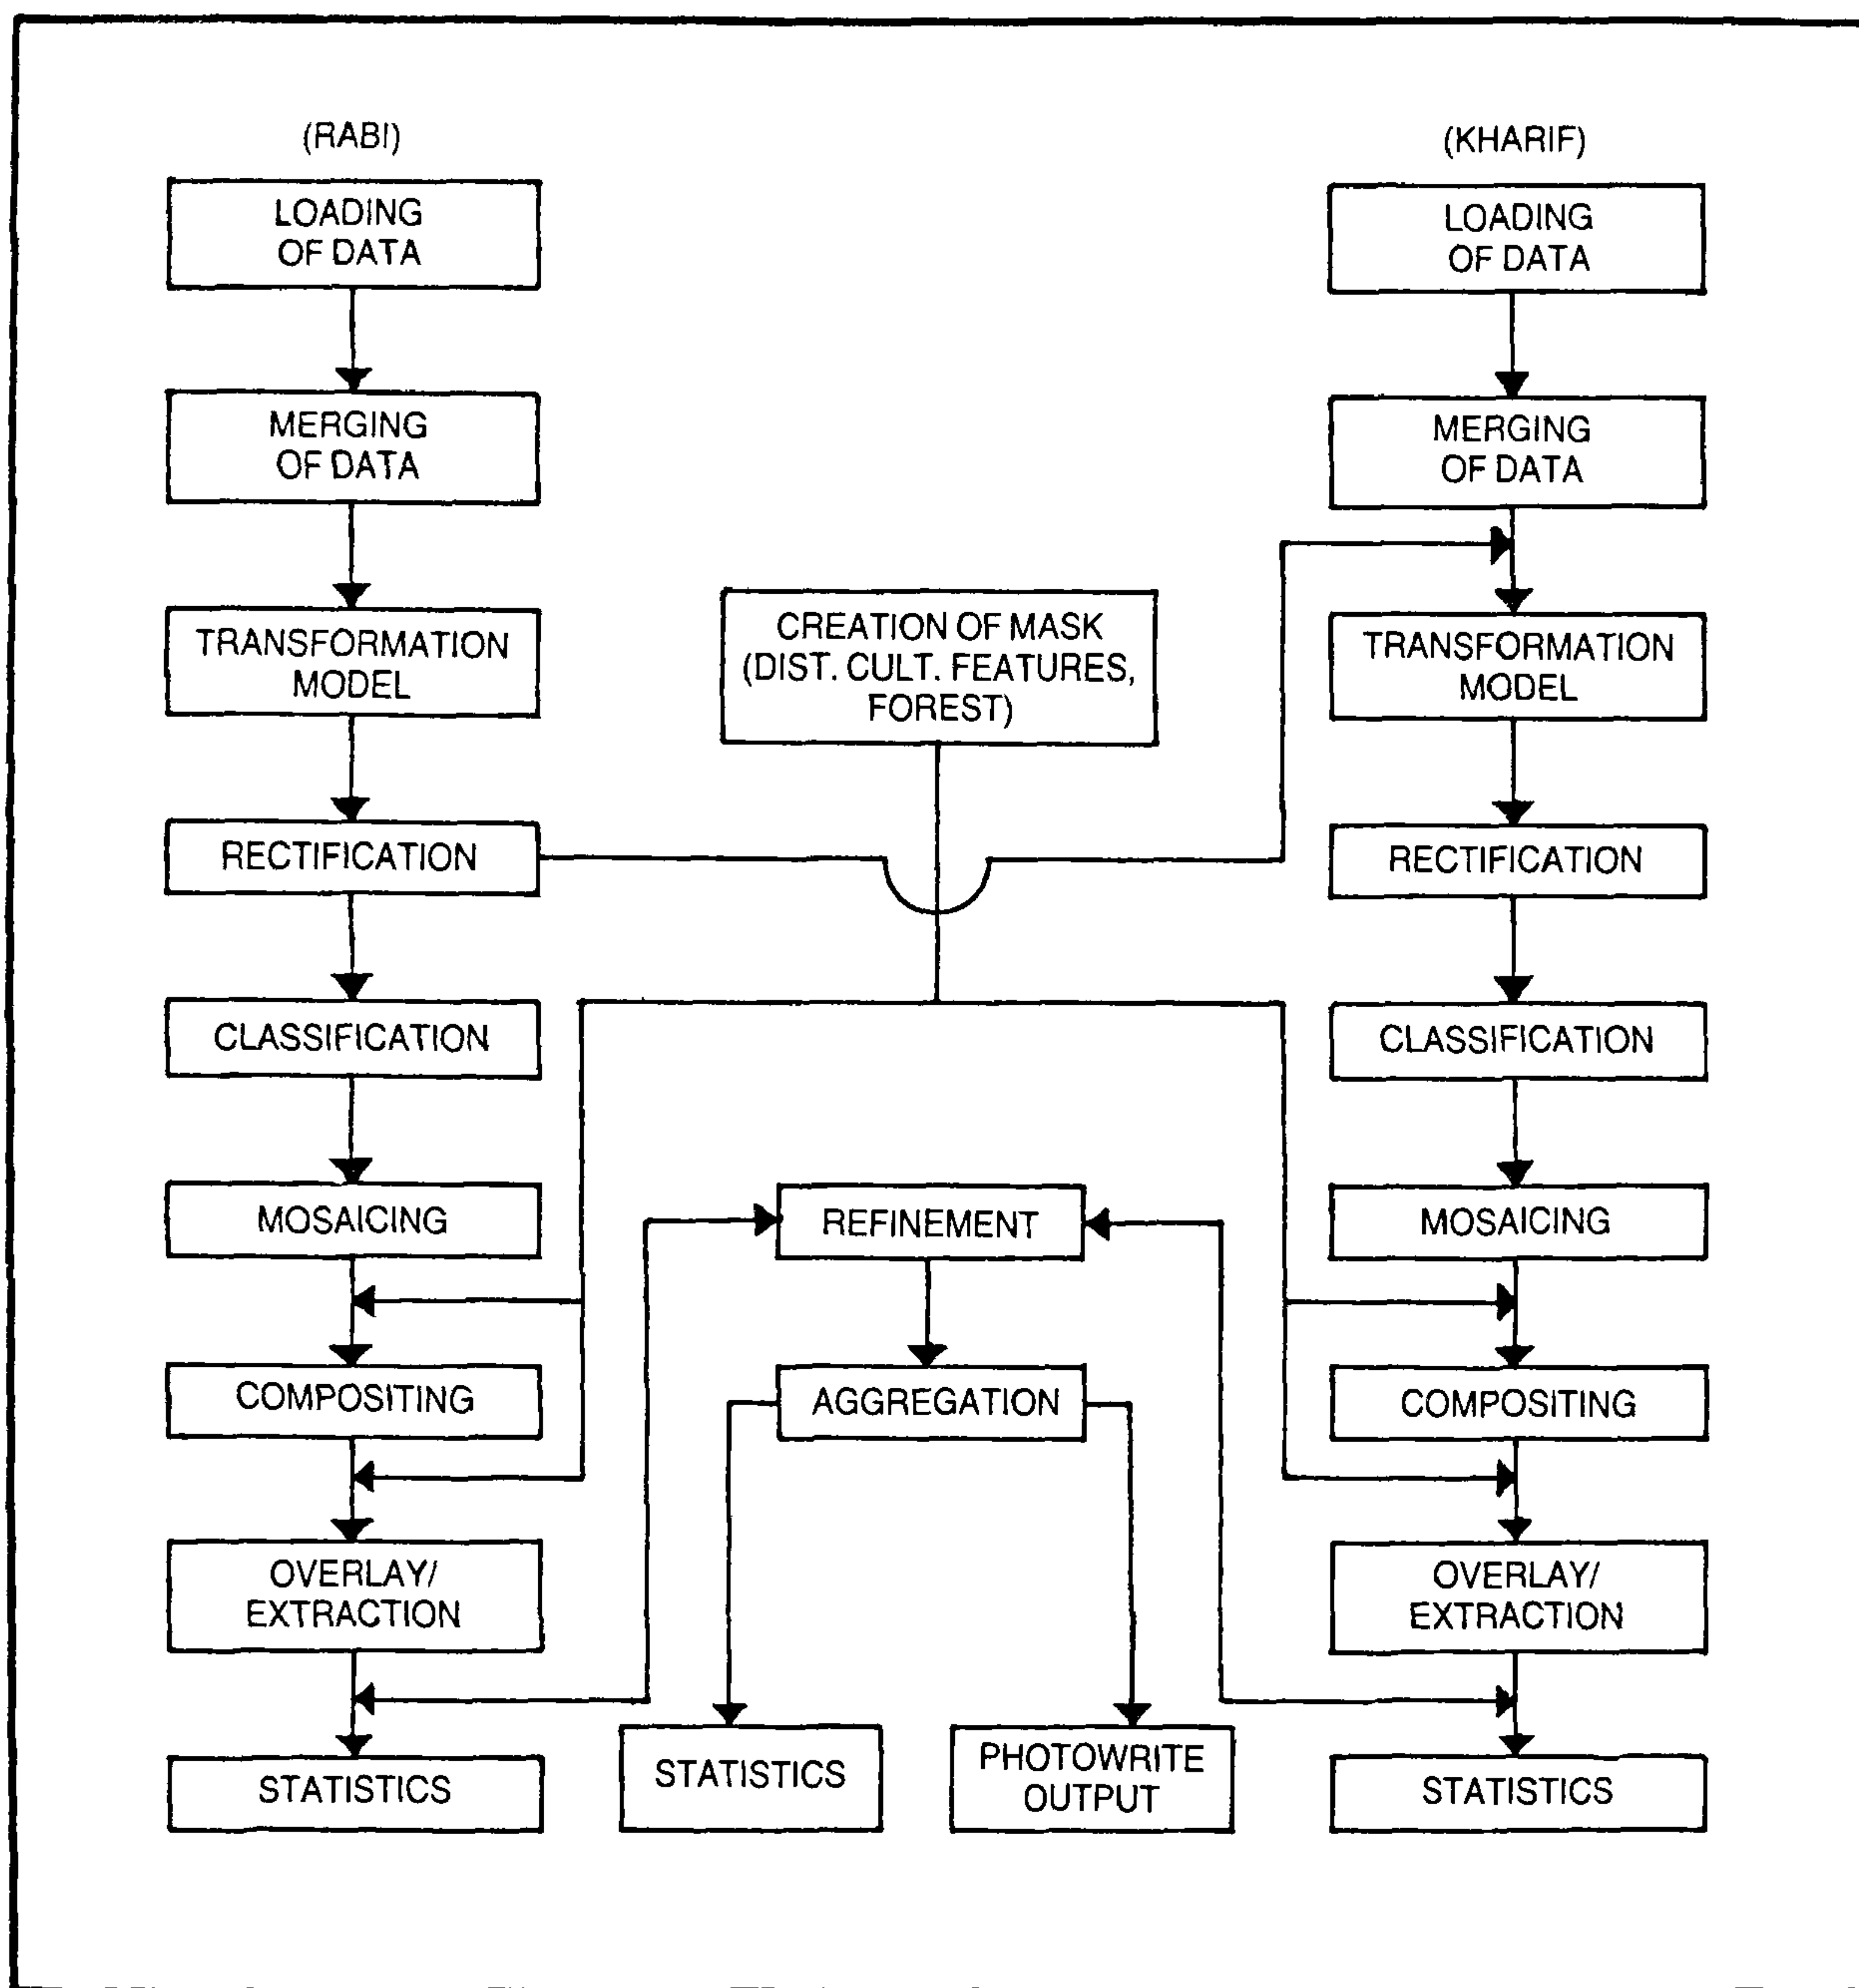 (RABI)
LOADING
OF DATA
MERGING
OF DATA
TRANSFORMATION
MODEL
RECTIFICATION
CLASSIFICATION
MOSAICING
COMPOSITING
OVERLAY/
EXTRACTION
STATISTICS
CREATION OF MASK
(DIST. CULT. FEATURES,
FOREST)
REFINEMENT
AGGREGATION
STATISTICS
PHOTOWRITE
OUTPUT
(KHARIF)
LOADING
OF DATA
MERGING
OF DATA
TRANSFORMATION
MODEL
RECTIFICATION
CLASSIFICATION
MOSAICING
COMPOSITING
OVERLAY/
EXTRACTION
STATISTICS